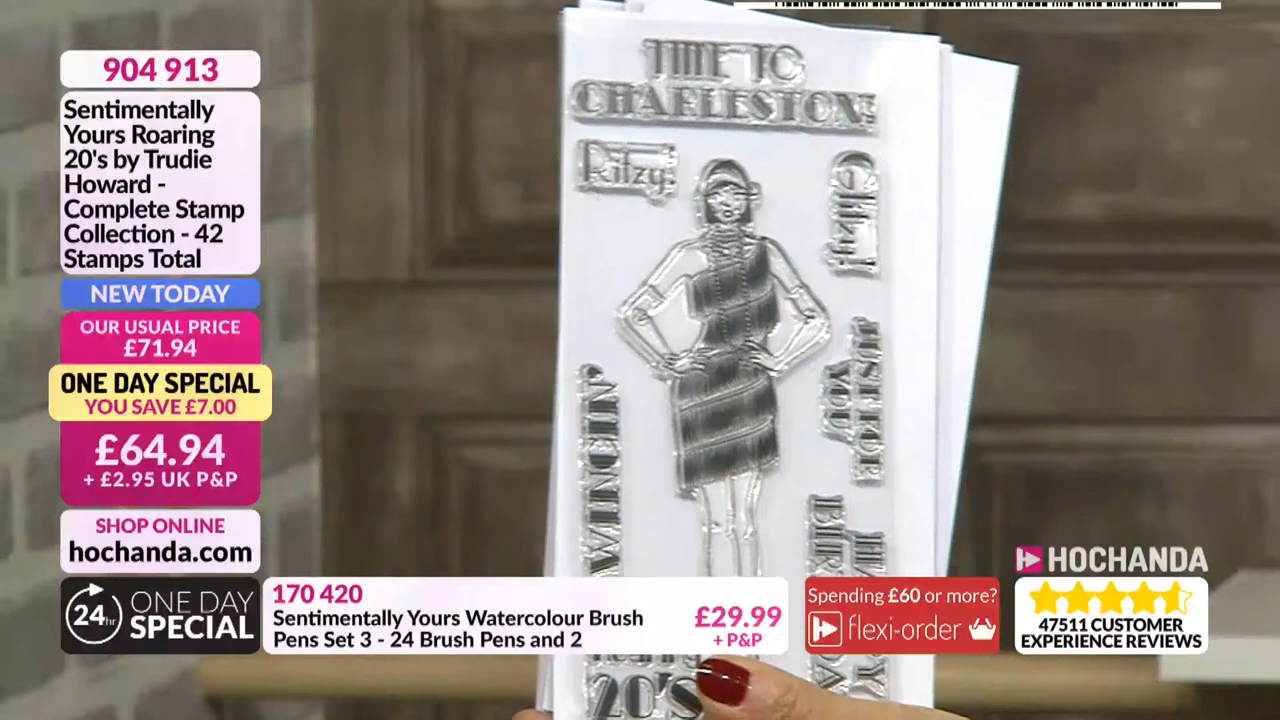 904 913
Sentimentally
Yours Roaring
20's by Trudie
Howard -
Complete Stamp
Collection - 42
Stamps Total
NEW TODAY
OUR USUAL PRICE
£71.94
ONE DAY SPECIAL
YOU SAVE £7.00
£64.94
+ £2.95 UK P&P
SHOP ONLINE
hochanda.com
24hr
ONE DAY
SPECIAL
170 420
Sentimentally Yours Watercolour Brush
Pens Set 3 - 24 Brush Pens and 2
£29.99
+ P&P
Spending £60 or more?
flexi-order
HOCHANDA
47511 CUSTOMER
EXPERIENCE REVIEWS
TIME TO
CHARLESTON!
Ritzy!
JUST FOR
YOU
20'S